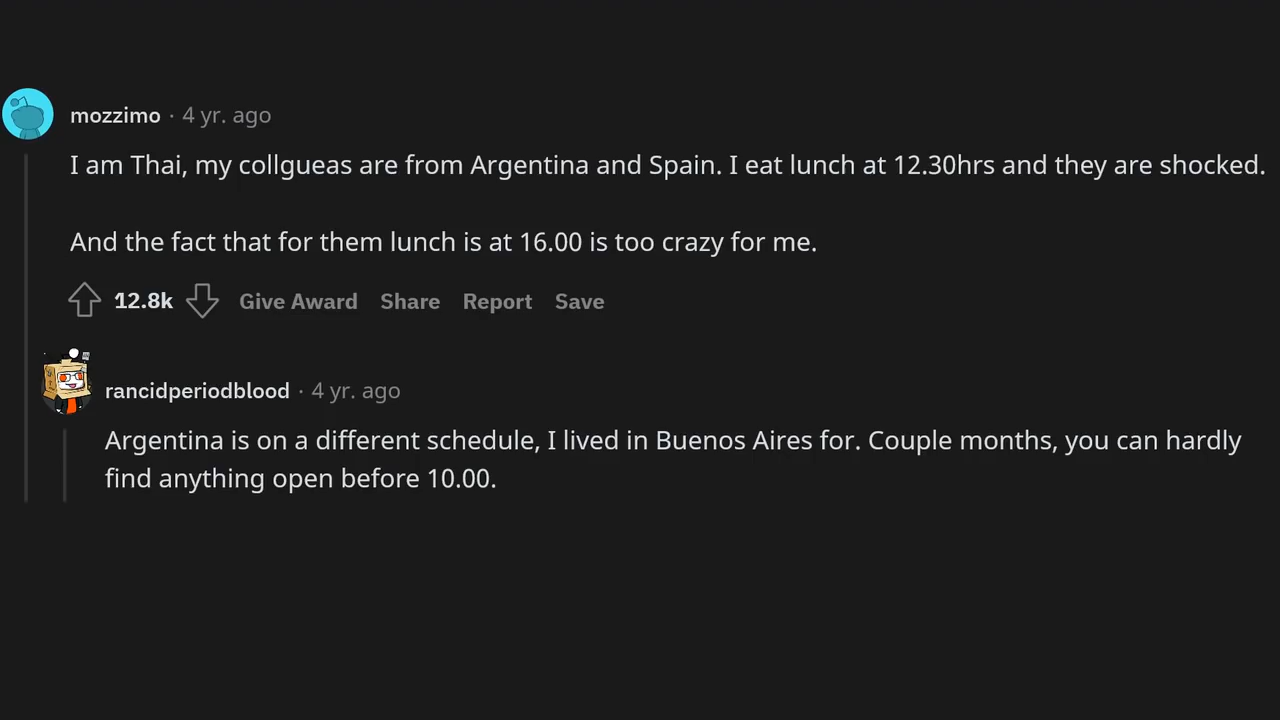 mozzimo · 4 yr. ago
I am Thai, my collgueas are from Argentina and Spain. I eat lunch at 12.30hrs and they are shocked.
And the fact that for them lunch is at 16.00 is too crazy for me.
12.8k Give Award Share Report Save
rancidperiodblood · 4 yr. ago
Argentina is on a different schedule, I lived in Buenos Aires for. Couple months, you can hardly
find anything open before 10.00.